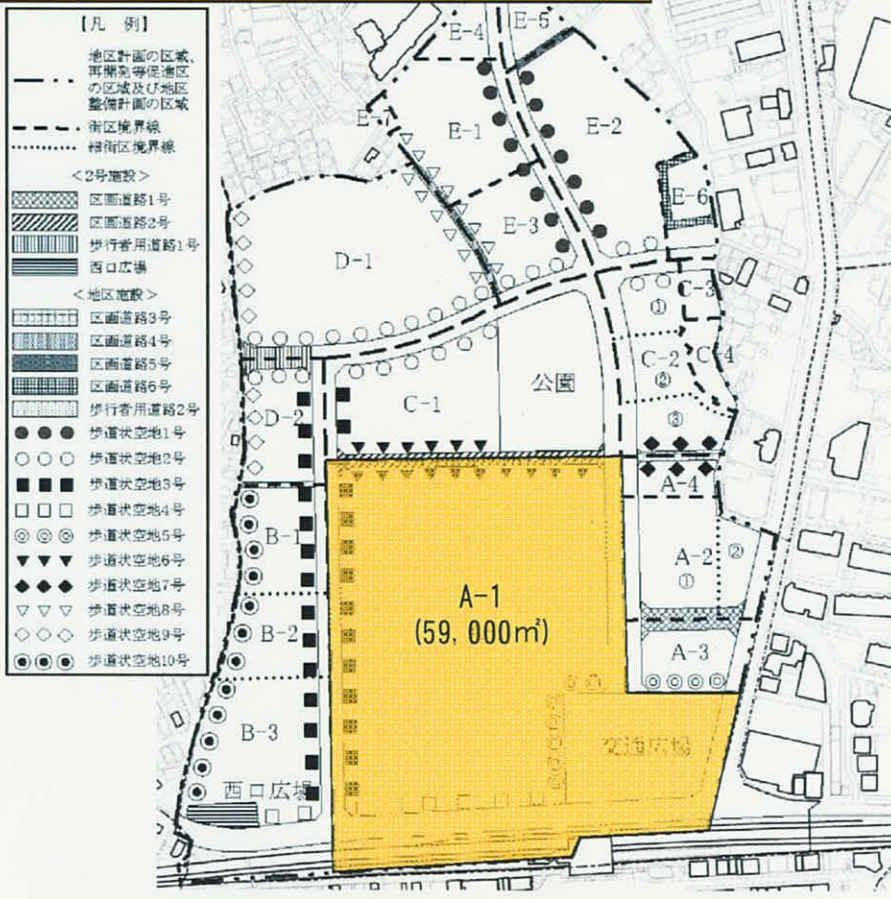 【凡 例】
地区計画の区域、
再開発等促進区
の区域及び地区
整備計画の区域
街区境界線
細街区境界線
＜2号施設＞
区画道路1号
区画道路2号
歩行者用道路1号
西口広場
＜地区施設＞
区画道路3号
区画道路4号
区画道路5号
区画道路6号
歩行者用道路2号
歩道状空地1号
歩道状空地2号
歩道状空地3号
歩道状空地4号
歩道状空地5号
歩道状空地6号
歩道状空地7号
歩道状空地8号
歩道状空地9号
歩道状空地10号
E-4
E-5
E-7
E-1
E-2
E-6
E-3
D-1
①
C-3
C-2
②
C-4
公園
C-1
③
D-2
A-4
B-1
A-2
①
②
A-1
(59,000㎡)
B-2
A-3
B-3
交通広場
西口広場